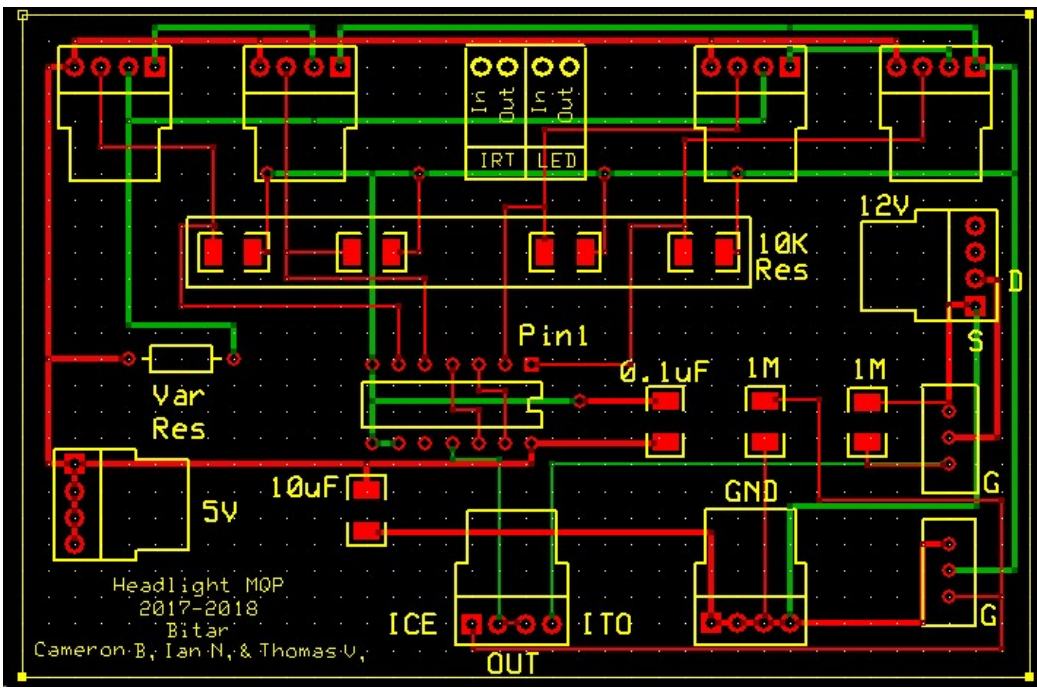 In Out In Out
IRT LED
12V
10K
Res
D
Pin1
S
0.1uF 1M 1M
Var
Res
10uF
GND
G
5V
Headlight MQP
2017-2018
Bitar
Cameron B, Ian N, & Thomas V,
ICE ITO
G
OUT